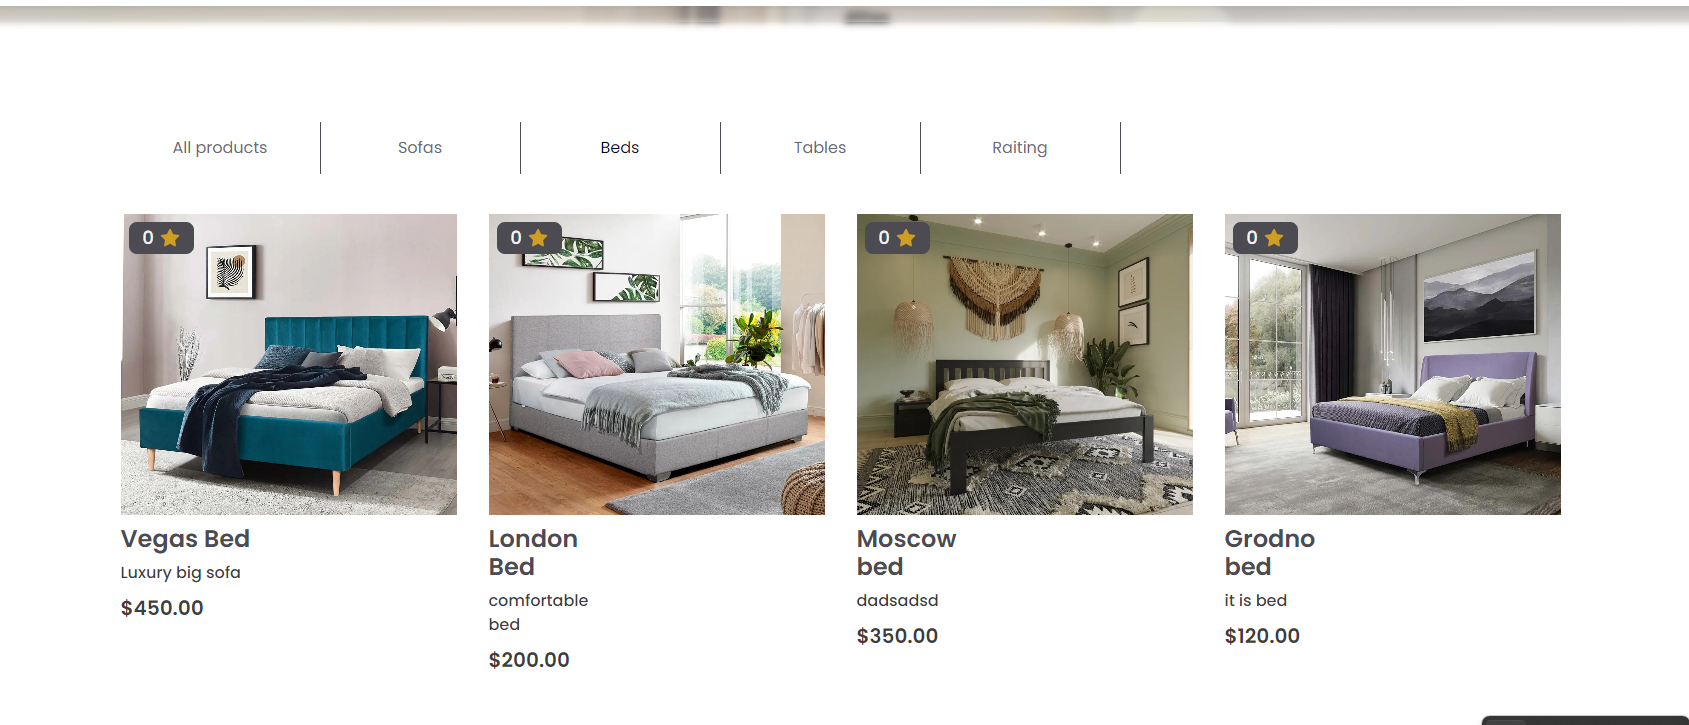 All products
Sofas
Beds
Tables
Raiting
0
0
0
0
Vegas Bed
Luxury big sofa
$450.00
London
Bed
comfortable
bed
$200.00
Moscow
bed
dadsadsd
$350.00
Grodno
bed
it is bed
$120.00